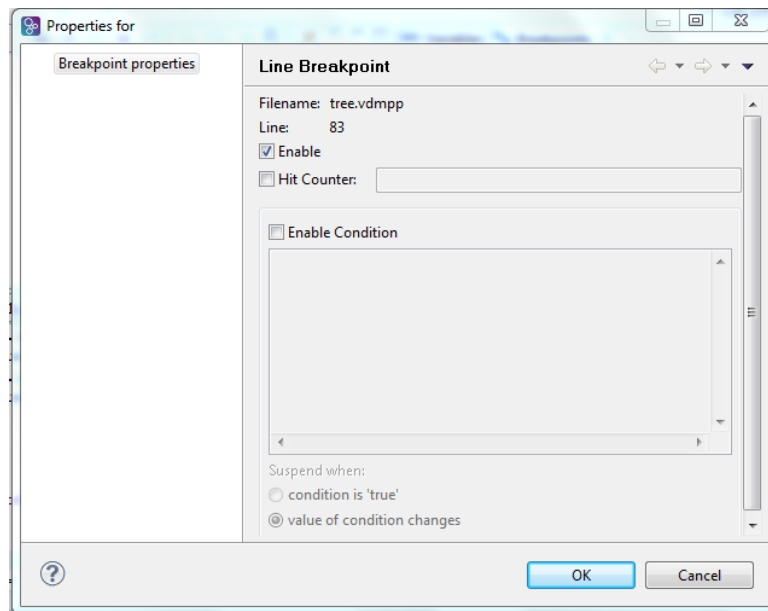 Properties for
Breakpoint properties
Line Breakpoint
Filename: tree.vdmpp
Line: 83
Enable
Hit Counter:
Enable Condition
Suspend when:
condition is 'true'
value of condition changes
OK
Cancel